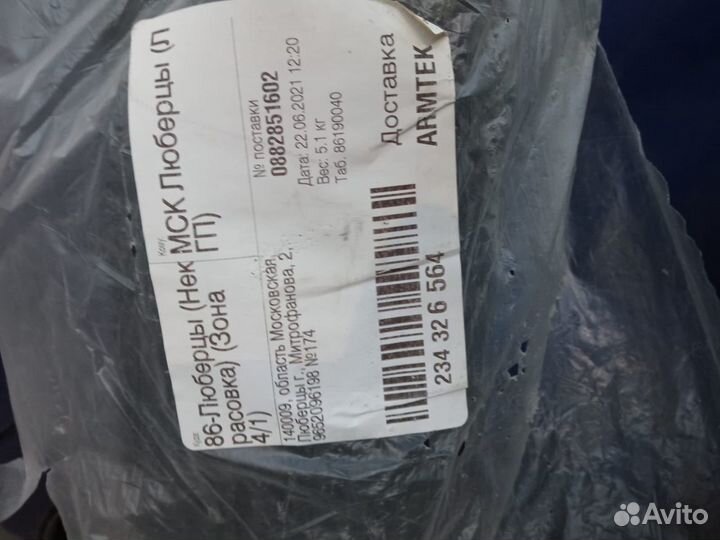 Куда:
86-Люберцы (Нек
расовка) (Зона
4/1)
Кому:
МСК Люберцы (Л
ГП)
140009, область Московская,
Люберцы г., Митрофанова, 2,
9652096198 №174
№ поставки
0882851602
Дата: 22.06.2021 12:20
Вес: 5.1 кг
Таб. 86190040
234 32 6 564
Доставка
ARMTEK
Avito